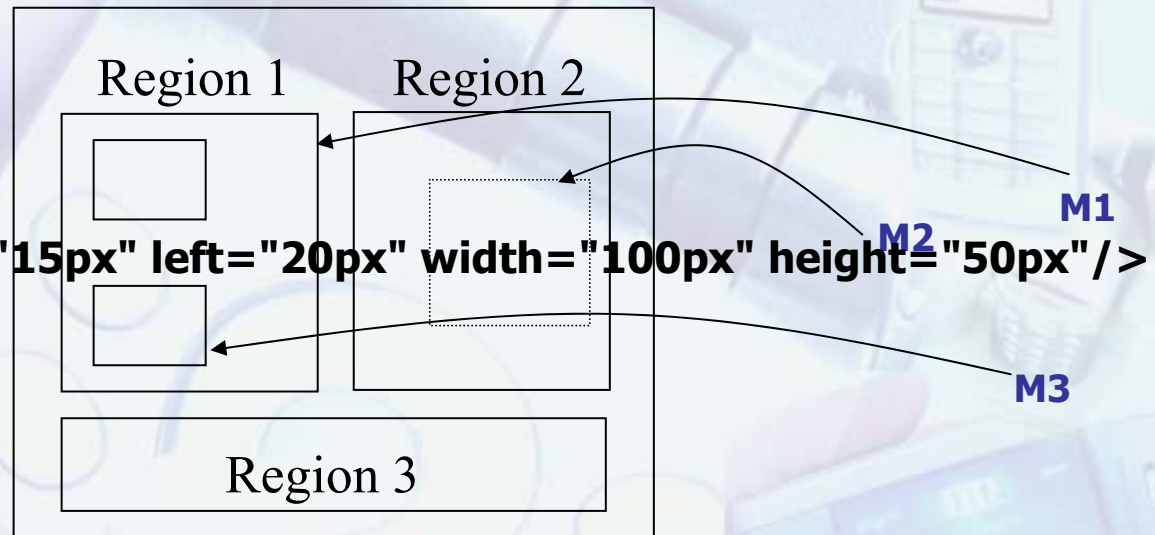 Region 1 Region 2
M1
M2
"15px" left="20px" width="100px" height="50px"/>
M3
Region 3